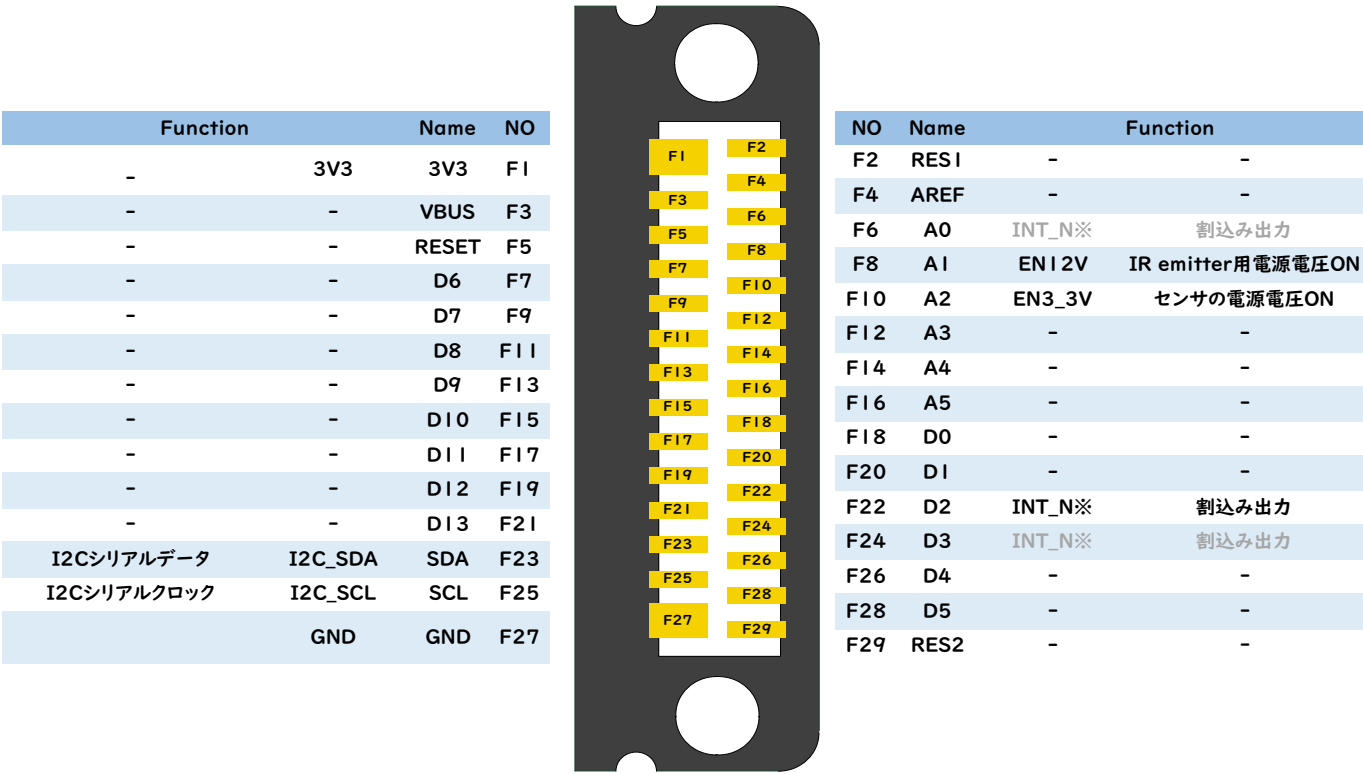 Function Name NO
- 3V3 3V3 F1
- - VBUS F3
- - RESET F5
- - D6 F7
- - D7 F9
- - D8 F11
- - D9 F13
- - D10 F15
- - D11 F17
- - D12 F19
- - D13 F21
I2Cシリアルデータ I2C_SDA SDA F23
I2Cシリアルクロック I2C_SCL SCL F25
GND GND F27
F1
F2
F3
F4
F5
F6
F7
F8
F9
F10
F11
F12
F13
F14
F15
F16
F17
F18
F19
F20
F21
F22
F23
F24
F25
F26
F27
F28
F29
NO Name Function
F2 RES1 - -
F4 AREF - -
F6 A0 INT_N※ 割込み出力
F8 A1 EN12V IR emitter用電源電圧ON
F10 A2 EN3_3V センサの電源電圧ON
F12 A3 - -
F14 A4 - -
F16 A5 - -
F18 D0 - -
F20 D1 - -
F22 D2 INT_N※ 割込み出力
F24 D3 INT_N※ 割込み出力
F26 D4 - -
F28 D5 - -
F29 RES2 - -